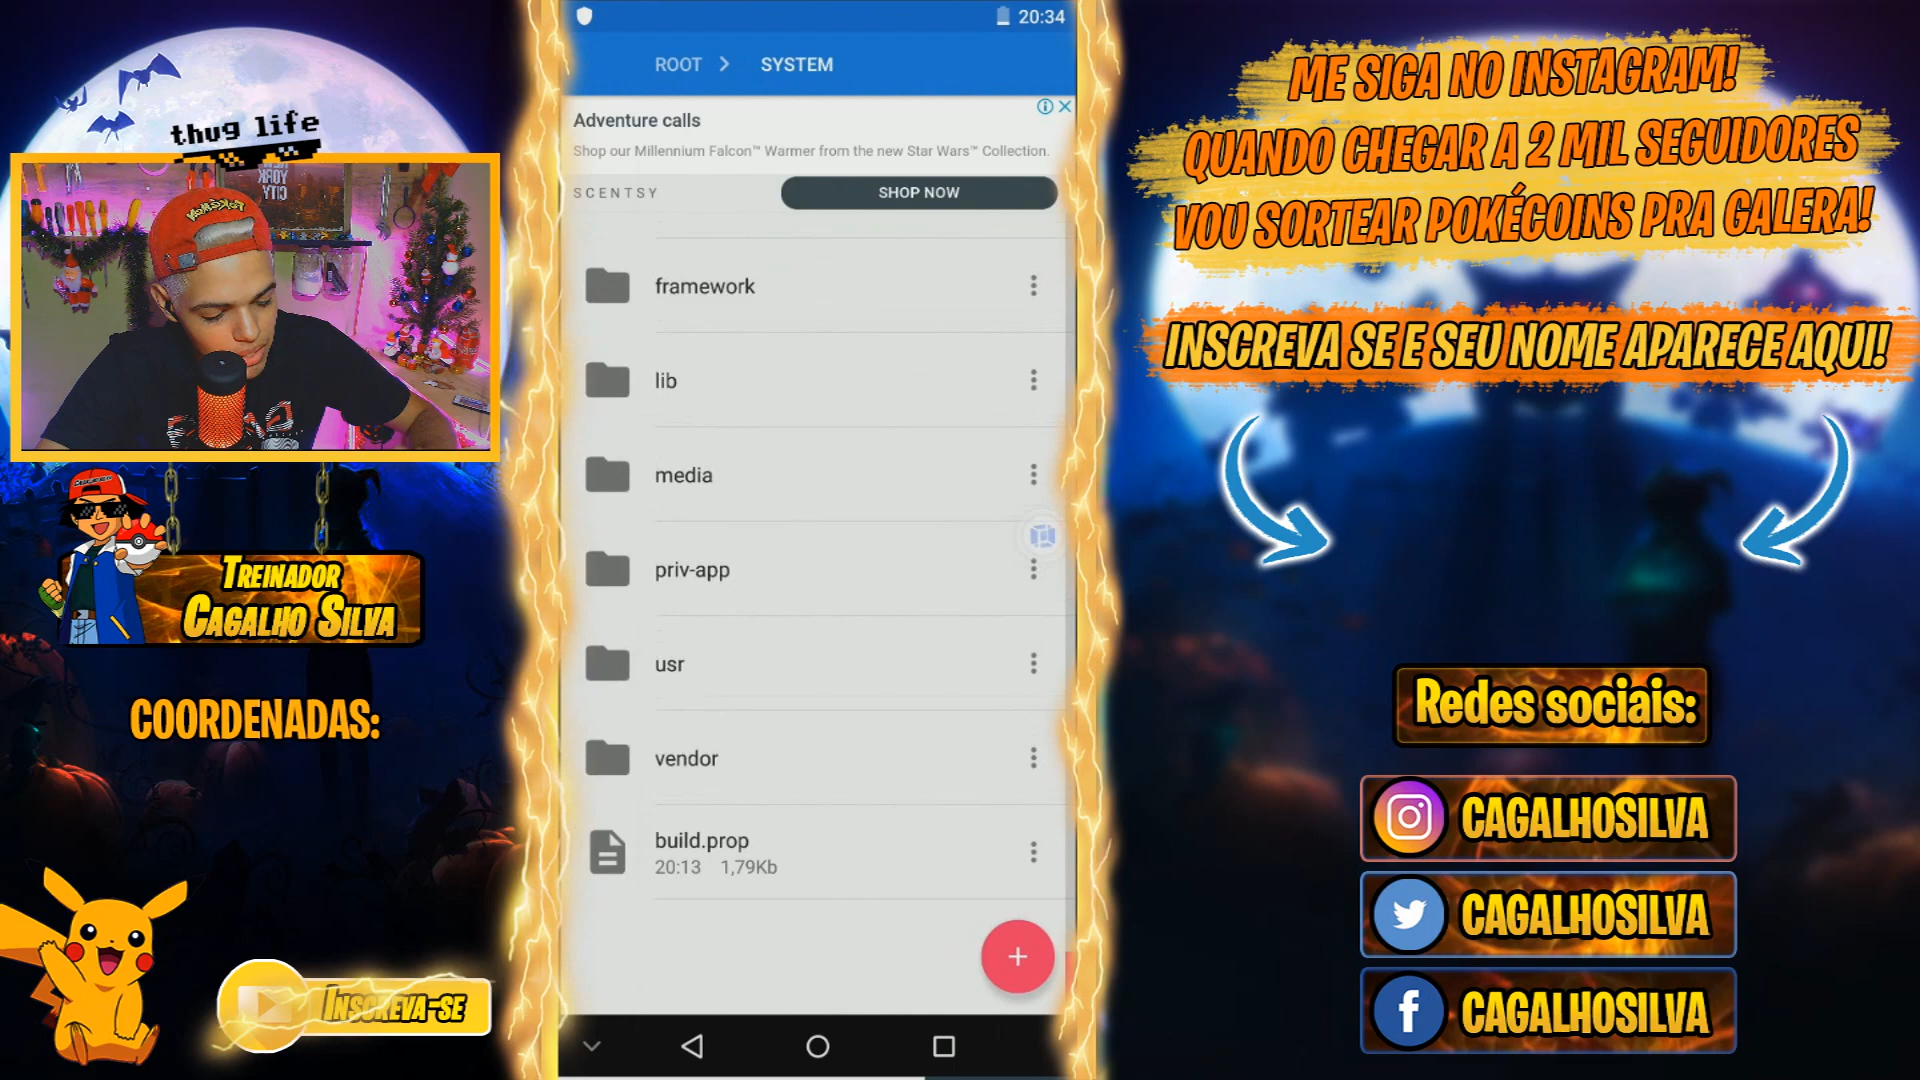 thug life
YORK
CITY
POKÉMON
TREINADOR
CAGALHO SILVA
COORDENADAS:
INSCREVA-SE
20:34
ROOT > SYSTEM
Adventure calls
Shop our Millennium Falcon™ Warmer from the new Star Wars™ Collection.
SCENTSY
SHOP NOW
framework
lib
media
priv-app
usr
vendor
build.prop
20:13 1,79Kb
ME SIGA NO INSTAGRAM!
QUANDO CHEGAR A 2 MIL SEGUIDORES
VOU SORTEAR POKÉCOINS PRA GALERA!
INSCREVA SE E SEU NOME APARECE AQUI!
Redes sociais:
CAGALHOSILVA
CAGALHOSILVA
CAGALHOSILVA